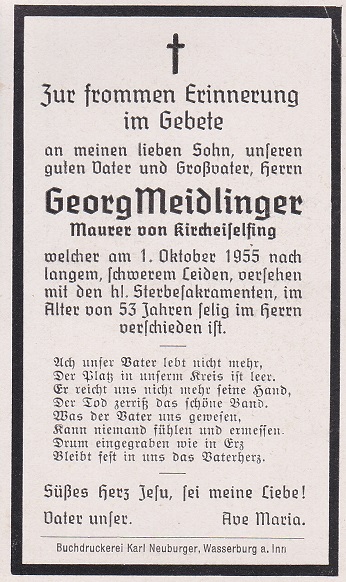 Zur frommen Erinnerung
im Gebete
an meinen lieben Sohn, unseren
guten Vater und Großvater, Herrn
Georg Meidlinger
Maurer von Kircheiselfing
welcher am 1. Oktober 1955 nach
langem, schwerem Leiden, versehen
mit den hl. Sterbesakramenten, im
Alter von 53 Jahren selig im Herrn
verschieden ist.
Ach unser Vater lebt nicht mehr,
Der Platz in unserm Kreis ist leer.
Er reicht uns nicht mehr seine Hand,
Der Tod zerriß das schöne Band.
Was der Vater uns gewesen,
Kann niemand fühlen und ermessen.
Drum eingegraben wie in Erz
Bleibt fest in uns das Vaterherz.
Süßes Herz Jesu, sei meine Liebe!
Vater unser. Ave Maria.
Buchdruckerei Karl Neuburger, Wasserburg a. Inn